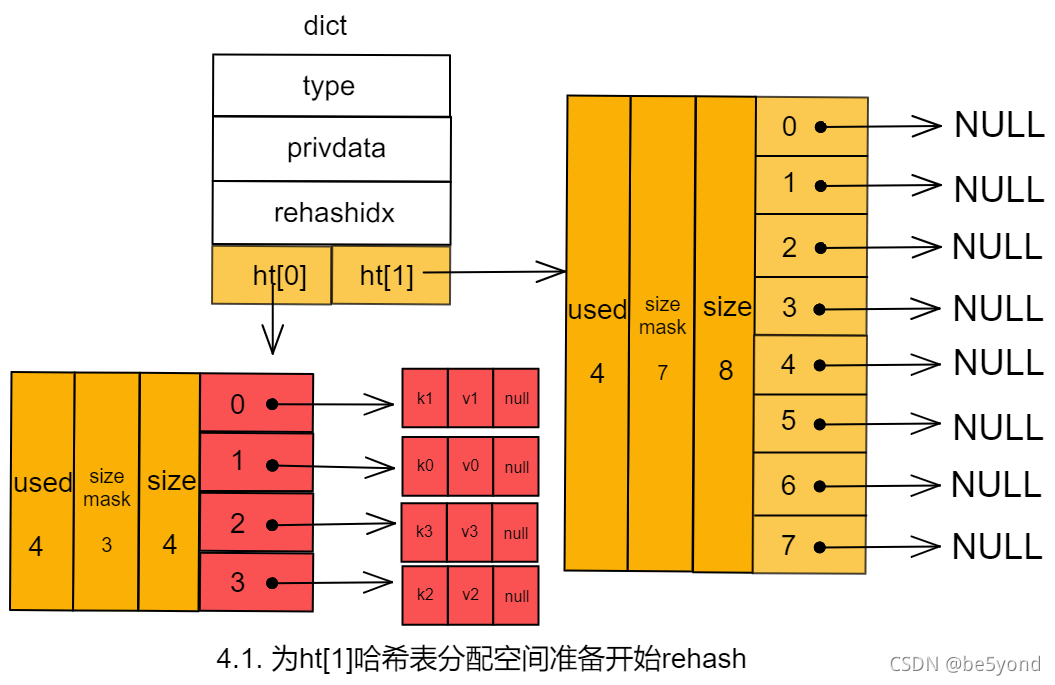 dict
type
privdata
rehashidx
ht[0] ht[1]
used
4
size
mask
3
size
4
0
1
2
3
k1 v1 null
k0 v0 null
k3 v3 null
k2 v2 null
used
4
size
mask
7
size
8
0 NULL
1 NULL
2 NULL
3 NULL
4 NULL
5 NULL
6 NULL
7 NULL
4.1. 为ht[1]哈希表分配空间准备开始rehash
CSDN @be5yond